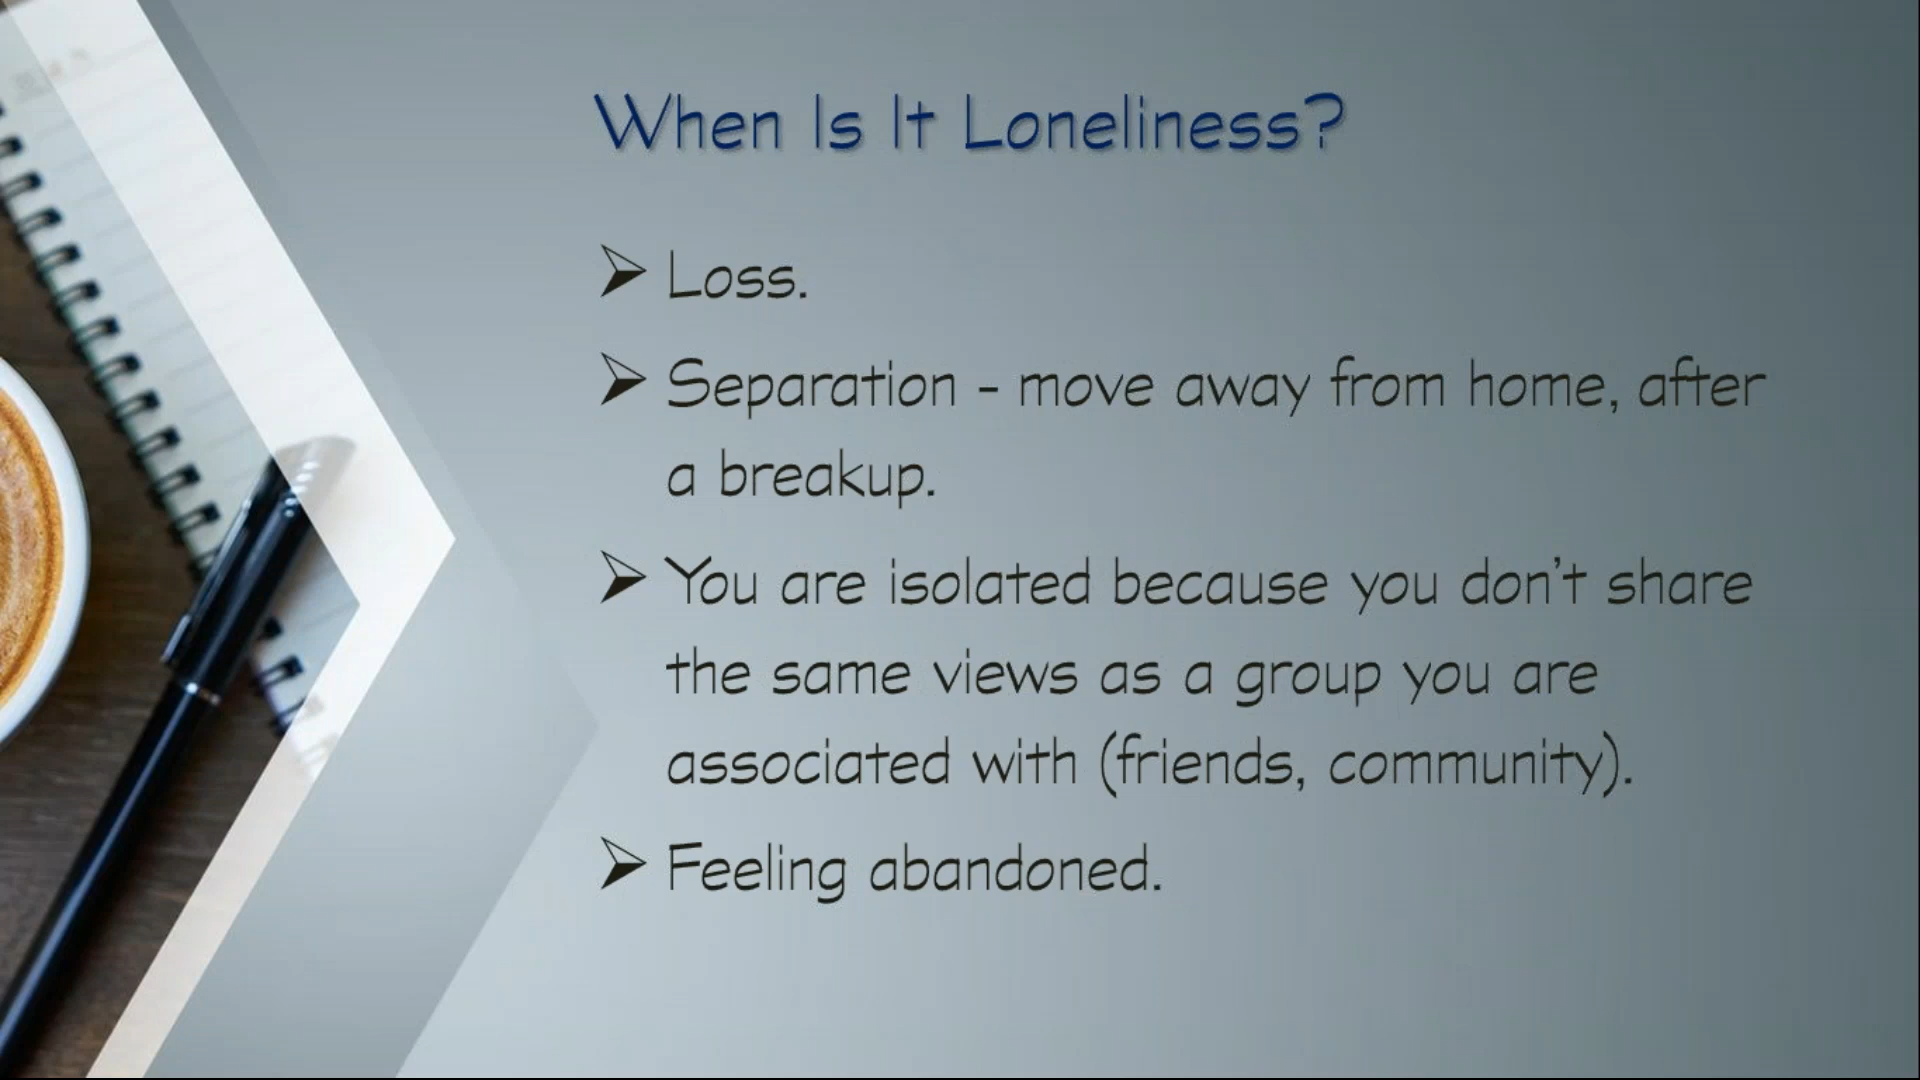 When Is It Loneliness?
➢ Loss.
➢ Separation - move away from home, after
a breakup.
➢ You are isolated because you don't share
the same views as a group you are
associated with (friends, community).
➢ Feeling abandoned.